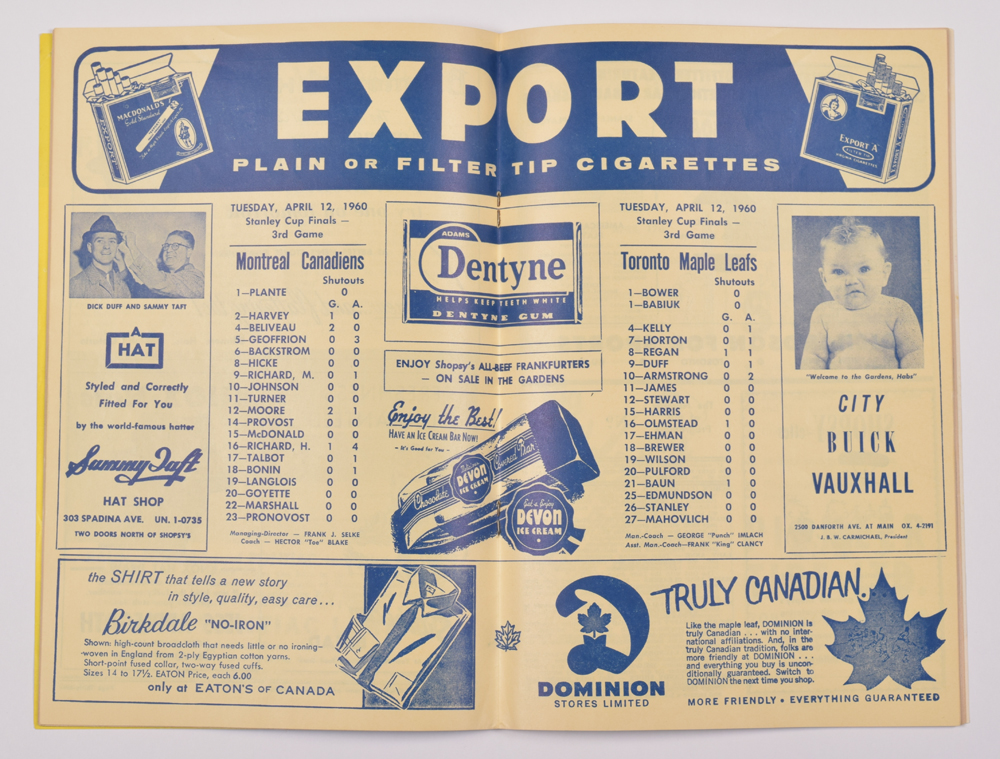 EXPORT
PLAIN OR FILTER TIP CIGARETTES
MACDONALD'S
Gold Standard
EXPORT
EXPORT "A"
FILTER TIP
DICK DUFF AND SAMMY TAFT
A
HAT
Styled and Correctly
Fitted For You
by the world-famous hatter
Sammy Taft
HAT SHOP
303 SPADINA AVE. UN. 1-0735
TWO DOORS NORTH OF SHOPSY'S
TUESDAY, APRIL 12, 1960
Stanley Cup Finals —
3rd Game
Montreal Canadiens
Shutouts
1—PLANTE 0
G. A.
2—HARVEY 1 0
4—BELIVEAU 2 0
5—GEOFFRION 0 3
6—BACKSTROM 0 0
8—HICKE 0 0
9—RICHARD, M. 0 1
10—JOHNSON 0 0
11—TURNER 0 0
12—MOORE 2 1
14—PROVOST 0 0
15—McDONALD 0 0
16—RICHARD, H. 1 4
17—TALBOT 0 1
18—BONIN 0 1
19—LANGLOIS 0 0
20—GOYETTE 0 0
22—MARSHALL 0 0
23—PRONOVOST 0 0
Managing-Director — FRANK J. SELKE
Coach — HECTOR "Toe" BLAKE
ADAMS
Dentyne
HELPS KEEP TEETH WHITE
DENTYNE GUM
ENJOY Shopsy's ALL-BEEF FRANKFURTERS
— ON SALE IN THE GARDENS
Enjoy the Best!
HAVE AN ICE CREAM BAR NOW!
— It's Good for You —
Chocolate
DEVON
ICE CREAM
Covered Bar
Get & Enjoy
DEVON
ICE CREAM
TUESDAY, APRIL 12, 1960
Stanley Cup Finals —
3rd Game
Toronto Maple Leafs
Shutouts
1—BOWER 0
1—BABIUK 0
G. A.
4—KELLY 0 1
7—HORTON 0 1
8—REGAN 1 1
9—DUFF 0 1
10—ARMSTRONG 0 2
11—JAMES 0 0
12—STEWART 0 0
15—HARRIS 0 0
16—OLMSTEAD 1 0
17—EHMAN 0 0
18—BREWER 0 0
19—WILSON 0 0
20—PULFORD 0 0
21—BAUN 1 0
25—EDMUNDSON 0 0
26—STANLEY 0 0
27—MAHOVLICH 0 0
Man.-Coach — GEORGE "Punch" IMLACH
Asst. Man.-Coach—FRANK "King" CLANCY
"Welcome to the Gardens, Habs"
CITY
BUICK
VAUXHALL
2500 DANFORTH AVE. AT MAIN OX. 4-2191
J. B. W. CARMICHAEL, President
the SHIRT that tells a new story
in style, quality, easy care...
Birkdale "NO-IRON"
Shown: high-count broadcloth that needs little or no ironing—
woven in England from 2-ply Egyptian cotton yarns.
Short-point fused collar, two-way fused cuffs.
Sizes 14 to 17½. EATON Price, each 6.00
only at EATON'S OF CANADA
DOMINION
STORES LIMITED
TRULY CANADIAN.
Like the maple leaf, DOMINION is
truly Canadian . . . with no inter-
national affiliations. And, in the
truly Canadian tradition, folks are
more friendly at DOMINION . . .
and everything you buy is uncon-
ditionally guaranteed. Switch to
DOMINION the next time you shop.
MORE FRIENDLY • EVERYTHING GUARANTEED